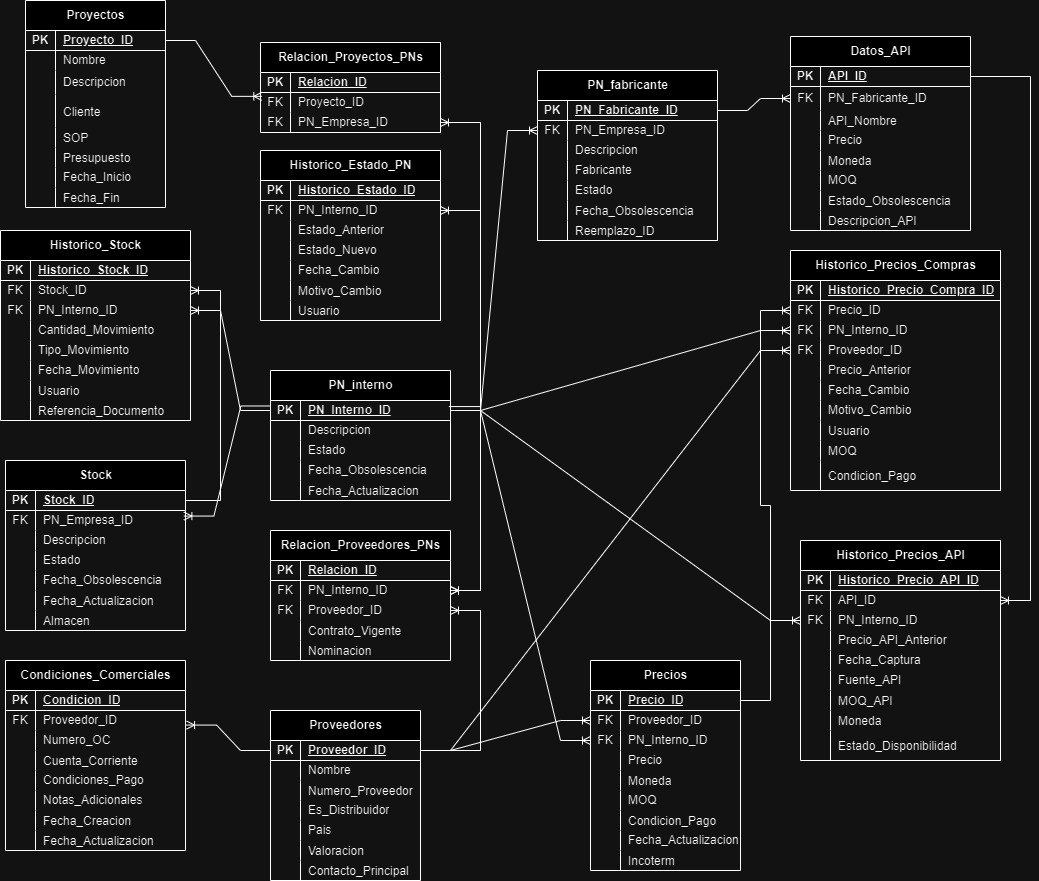 Proyectos
PK Proyecto_ID
Nombre
Descripcion
Cliente
SOP
Presupuesto
Fecha_Inicio
Fecha_Fin
Relacion_Proyectos_PNs
PK Relacion_ID
FK Proyecto_ID
FK PN_Empresa_ID
Historico_Estado_PN
PK Historico_Estado_ID
FK PN_Interno_ID
Estado_Anterior
Estado_Nuevo
Fecha_Cambio
Motivo_Cambio
Usuario
PN_fabricante
PK PN_Fabricante_ID
FK PN_Empresa_ID
Descripcion
Fabricante
Estado
Fecha_Obsolescencia
Reemplazo_ID
Datos_API
PK API_ID
FK PN_Fabricante_ID
API_Nombre
Precio
Moneda
MOQ
Estado_Obsolescencia
Descripcion_API
Historico_Stock
PK Historico_Stock_ID
FK Stock_ID
FK PN_Interno_ID
Cantidad_Movimiento
Tipo_Movimiento
Fecha_Movimiento
Usuario
Referencia_Documento
Historico_Precios_Compras
PK Historico_Precio_Compra_ID
FK Precio_ID
FK PN_Interno_ID
FK Proveedor_ID
Precio_Anterior
Fecha_Cambio
Motivo_Cambio
Usuario
MOQ
Condicion_Pago
PN_interno
PK PN_Interno_ID
Descripcion
Estado
Fecha_Obsolescencia
Fecha_Actualizacion
Stock
PK Stock_ID
FK PN_Empresa_ID
Descripcion
Estado
Fecha_Obsolescencia
Fecha_Actualizacion
Almacen
Relacion_Proveedores_PNs
PK Relacion_ID
FK PN_Interno_ID
FK Proveedor_ID
Contrato_Vigente
Nominacion
Historico_Precios_API
PK Historico_Precio_API_ID
FK API_ID
FK PN_Interno_ID
Precio_API_Anterior
Fecha_Captura
Fuente_API
MOQ_API
Moneda
Estado_Disponibilidad
Condiciones_Comerciales
PK Condicion_ID
FK Proveedor_ID
Numero_OC
Cuenta_Corriente
Condiciones_Pago
Notas_Adicionales
Fecha_Creacion
Fecha_Actualizacion
Proveedores
PK Proveedor_ID
Nombre
Numero_Proveedor
Es_Distribuidor
Pais
Valoracion
Contacto_Principal
Precios
PK Precio_ID
FK Proveedor_ID
FK PN_Interno_ID
Precio
Moneda
MOQ
Condicion_Pago
Fecha_Actualizacion
Incoterm